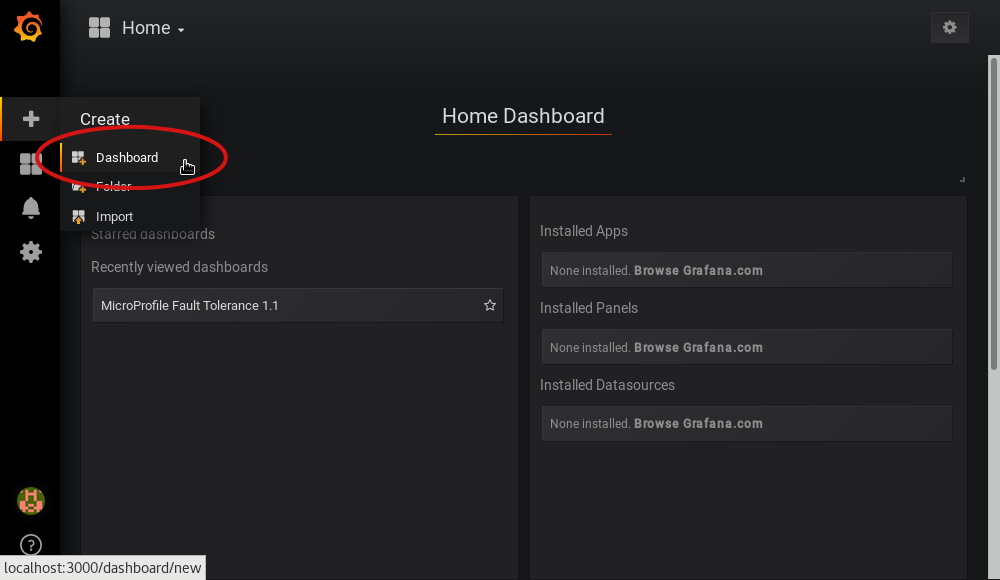 Home
Home Dashboard
Create
Dashboard
Folder
Import
Starred dashboards
Recently viewed dashboards
MicroProfile Fault Tolerance 1.1
Installed Apps
None installed. Browse Grafana.com
Installed Panels
None installed. Browse Grafana.com
Installed Datasources
None installed. Browse Grafana.com
?
localhost:3000/dashboard/new